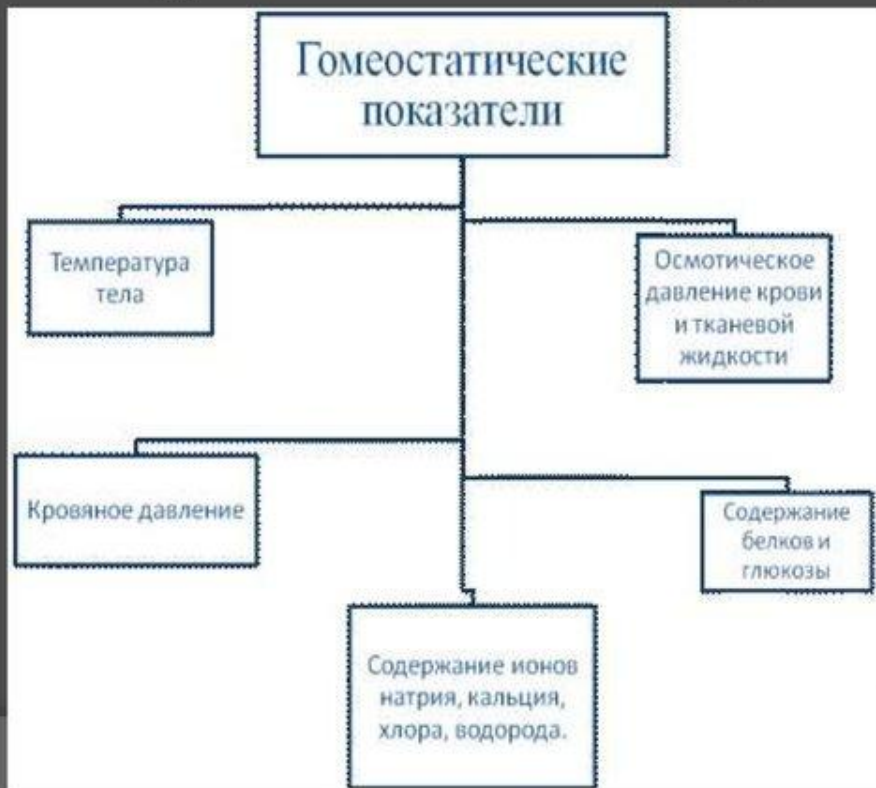 Гомеостатические
показатели
Температура
тела
Осмотическое
давление крови
и тканевой
жидкости
Кровяное давление
Содержание
белков и
глюкозы
Содержание ионов
натрия, кальция,
хлора, водорода.